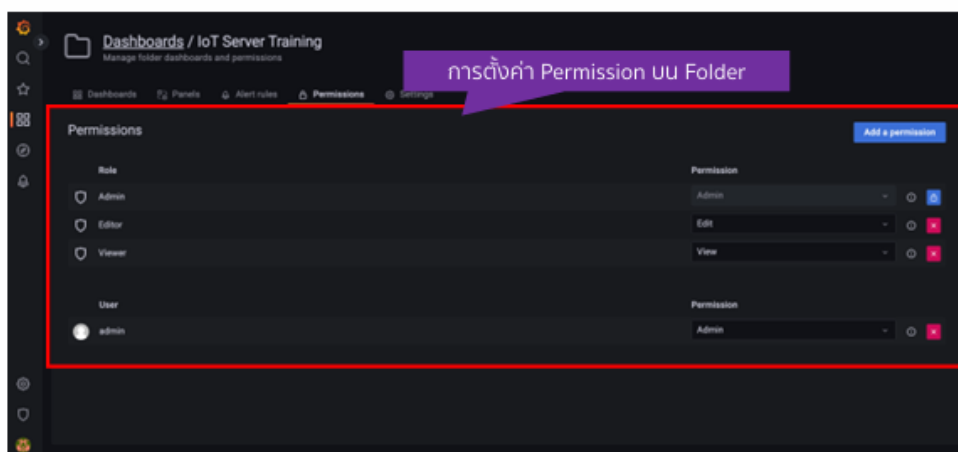 Dashboards / IoT Server Training
Manage folder dashboards and permissions
การตั้งค่า Permission บน Folder
Dashboards Panels Alert rules Permissions Settings
Permissions
Add a permission
Role Permission
Admin Admin
Editor Edit
Viewer View
User Permission
admin Admin